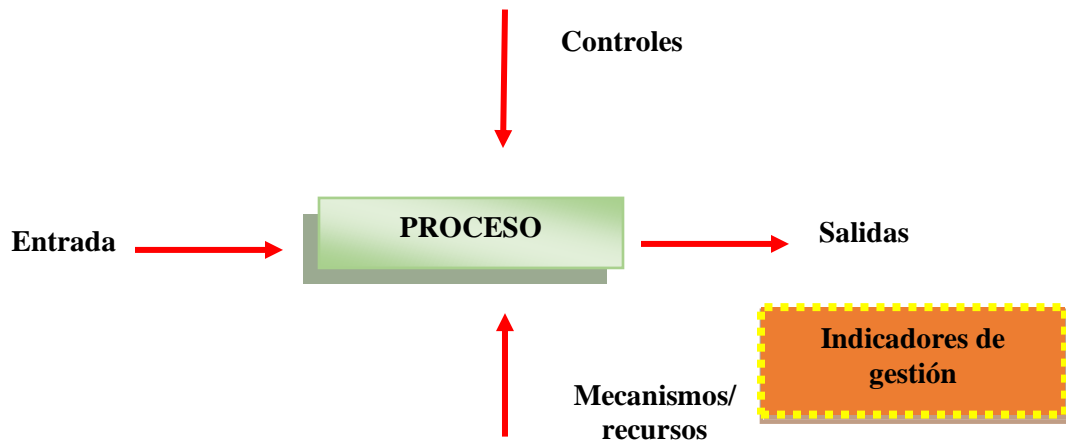 Controles
PROCESO
Entrada
Salidas
Indicadores de
gestión
Mecanismos/
recursos